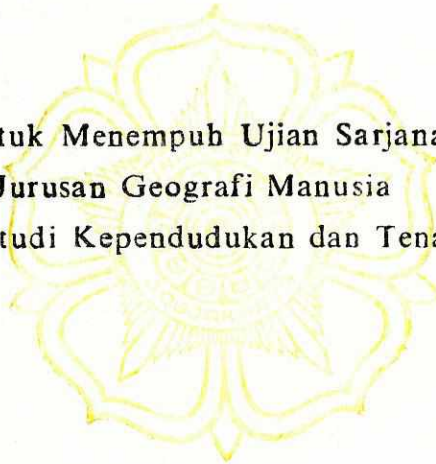 tuk Menempuh Ujian Sarjana
Jurusan Geografi Manusia
tudi Kependudukan dan Tena